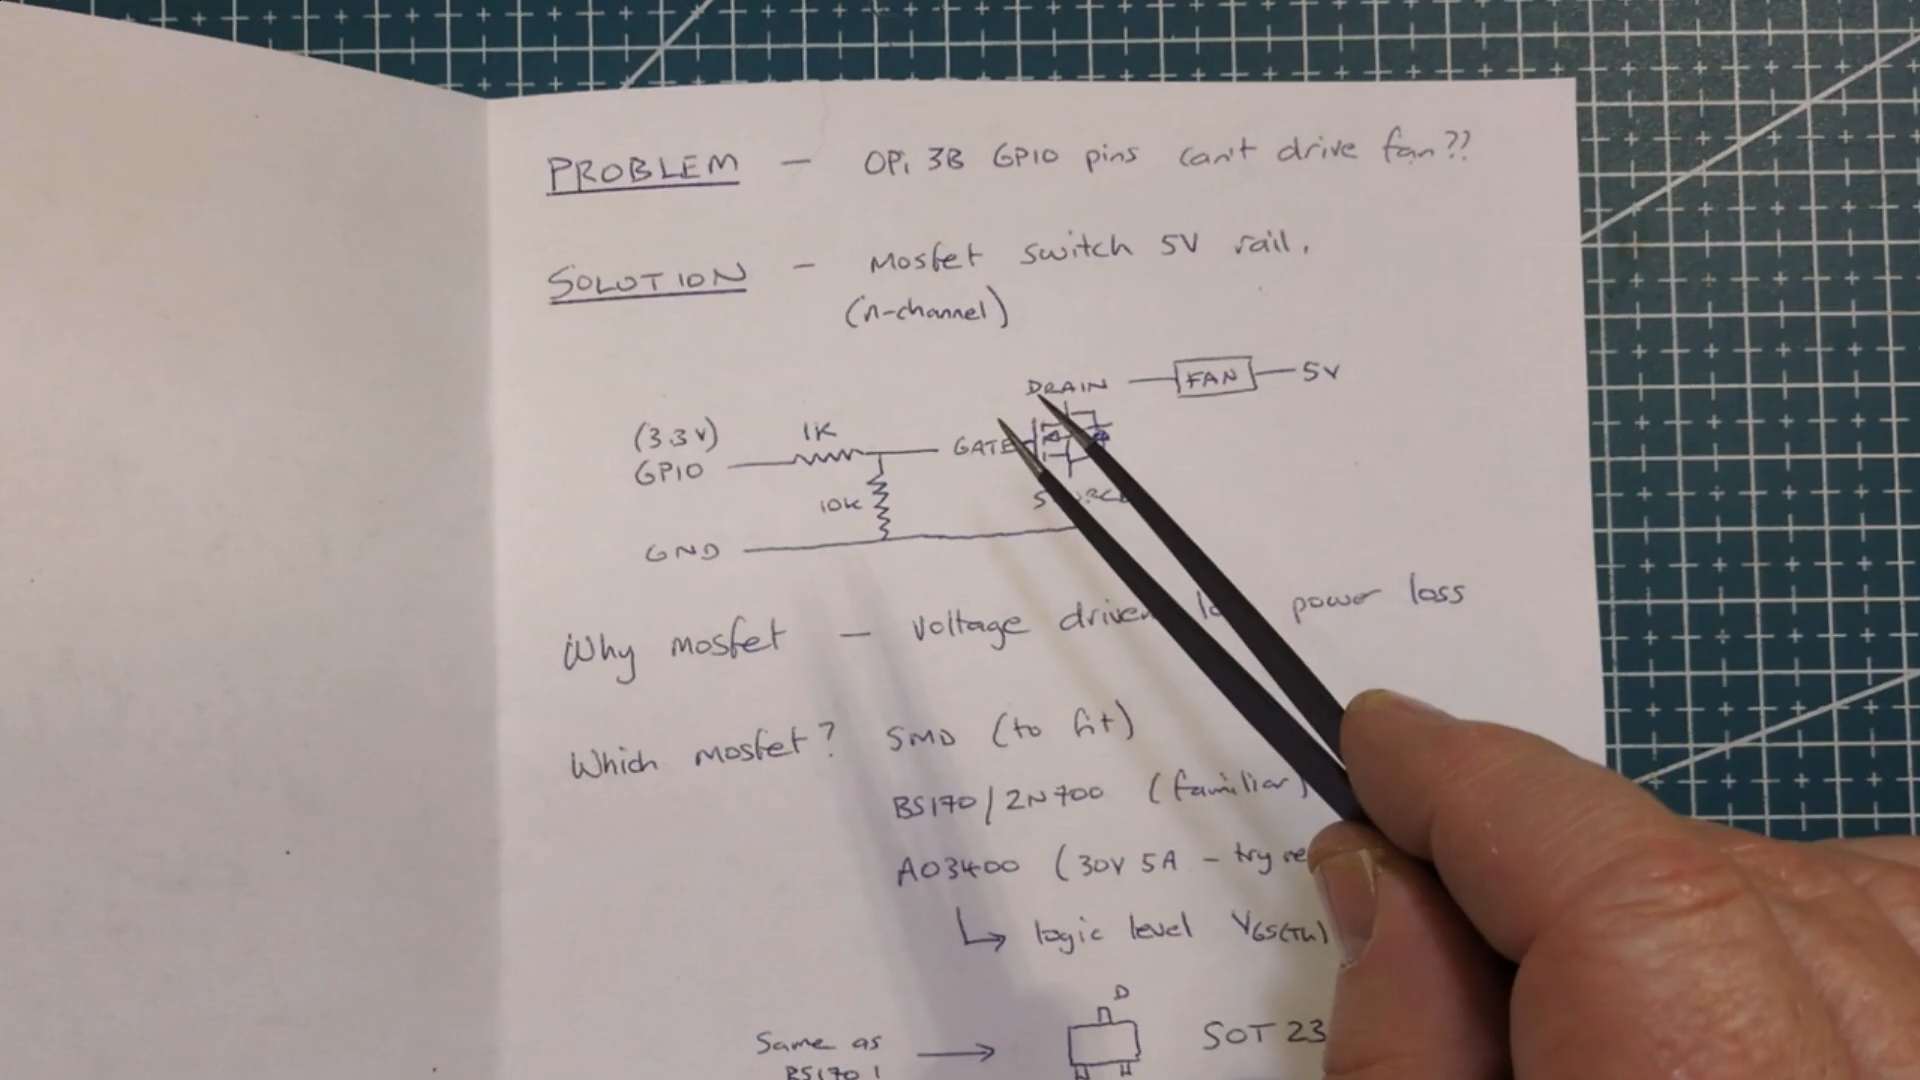 PROBLEM - OPi 3B GPIO pins can't drive fan??
SOLUTION - Mosfet switch 5V rail.
(n-channel)
DRAIN FAN 5V
(3.3V) 1K
GPIO GATE
10K
GND
Why mosfet - voltage driven power loss
Which mosfet? SMD (to fit)
BS170/2N700 (familiar)
AO3400 (30V 5A - try
logic level VGS(Th)
D
Same as SOT 23
BS170!